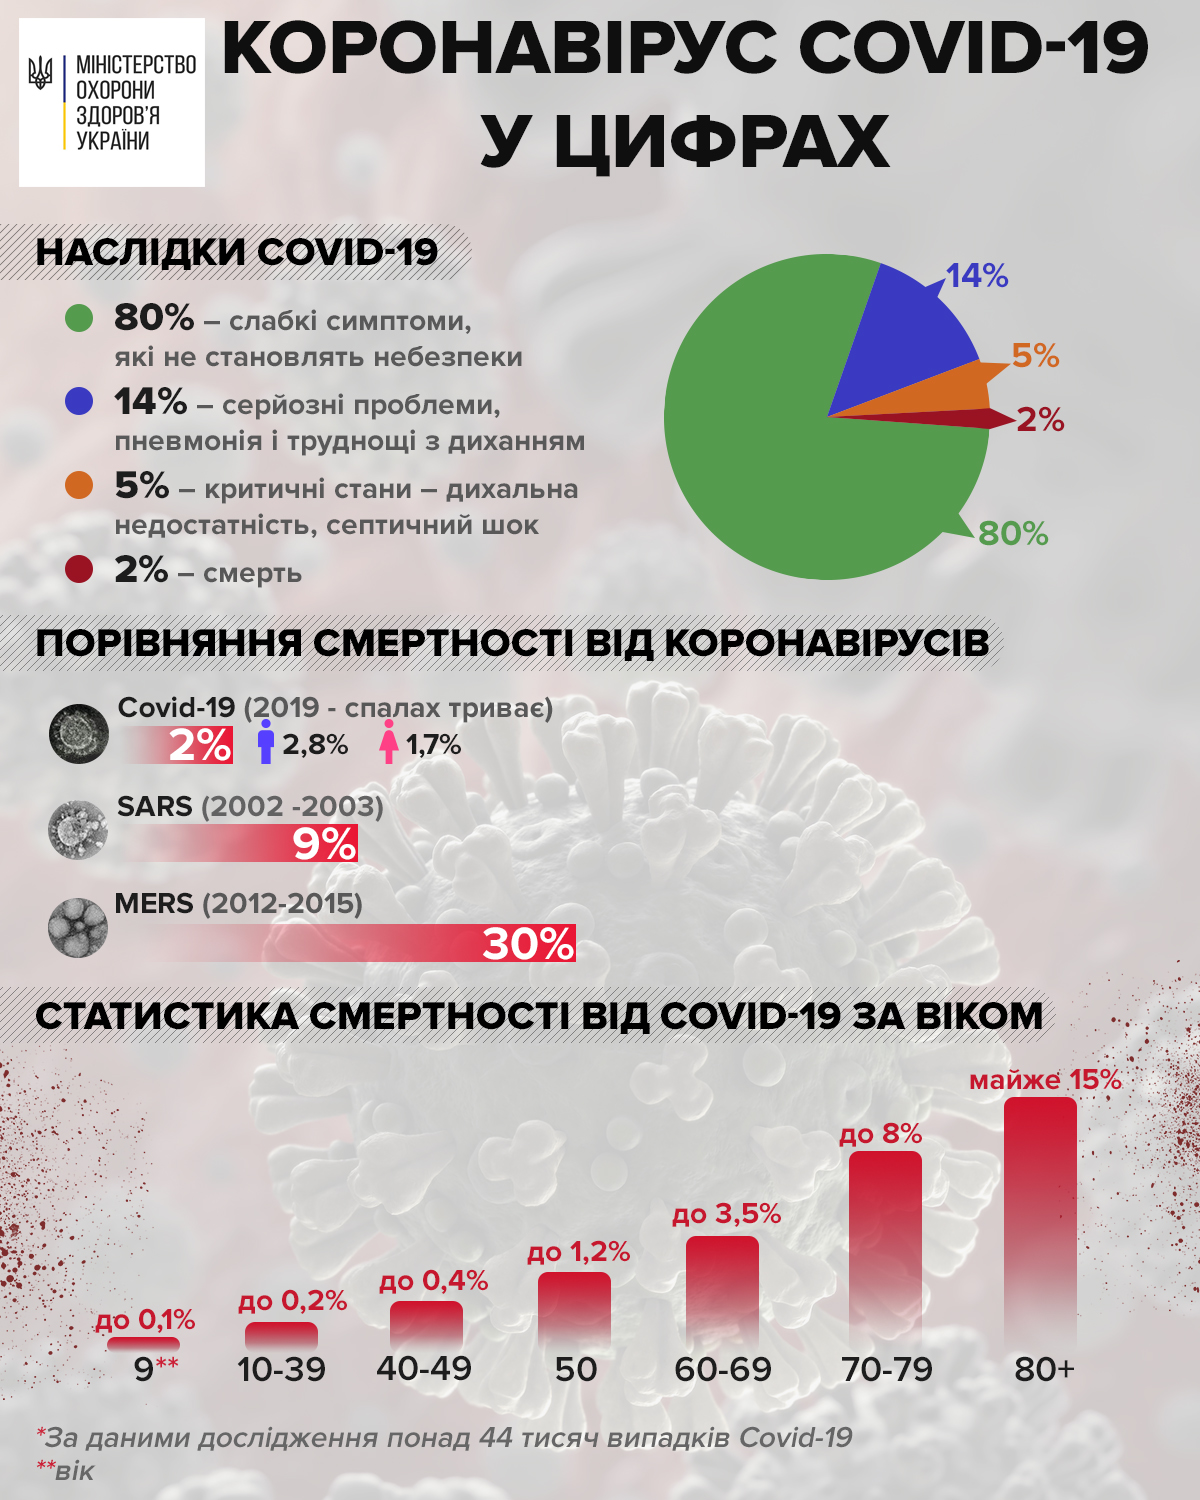 МІНІСТЕРСТВО
ОХОРОНИ
ЗДОРОВ'Я
УКРАЇНИ
КОРОНАВІРУС COVID-19
У ЦИФРАХ
НАСЛІДКИ COVID-19
80% – слабкі симптоми,
які не становлять небезпеки
14% – серйозні проблеми,
пневмонія і труднощі з диханням
5% – критичні стани – дихальна
недостатність, септичний шок
2% – смерть
14%
5%
2%
80%
ПОРІВНЯННЯ СМЕРТНОСТІ ВІД КОРОНАВІРУСІВ
Covid-19 (2019 - спалах триває)
2% 2,8% 1,7%
SARS (2002 -2003)
9%
MERS (2012-2015)
30%
СТАТИСТИКА СМЕРТНОСТІ ВІД COVID-19 ЗА ВІКОМ
до 0,1% до 0,2% до 0,4% до 1,2% до 3,5% до 8% майже 15%
9** 10-39 40-49 50 60-69 70-79 80+
*За даними дослідження понад 44 тисяч випадків Covid-19
**вік